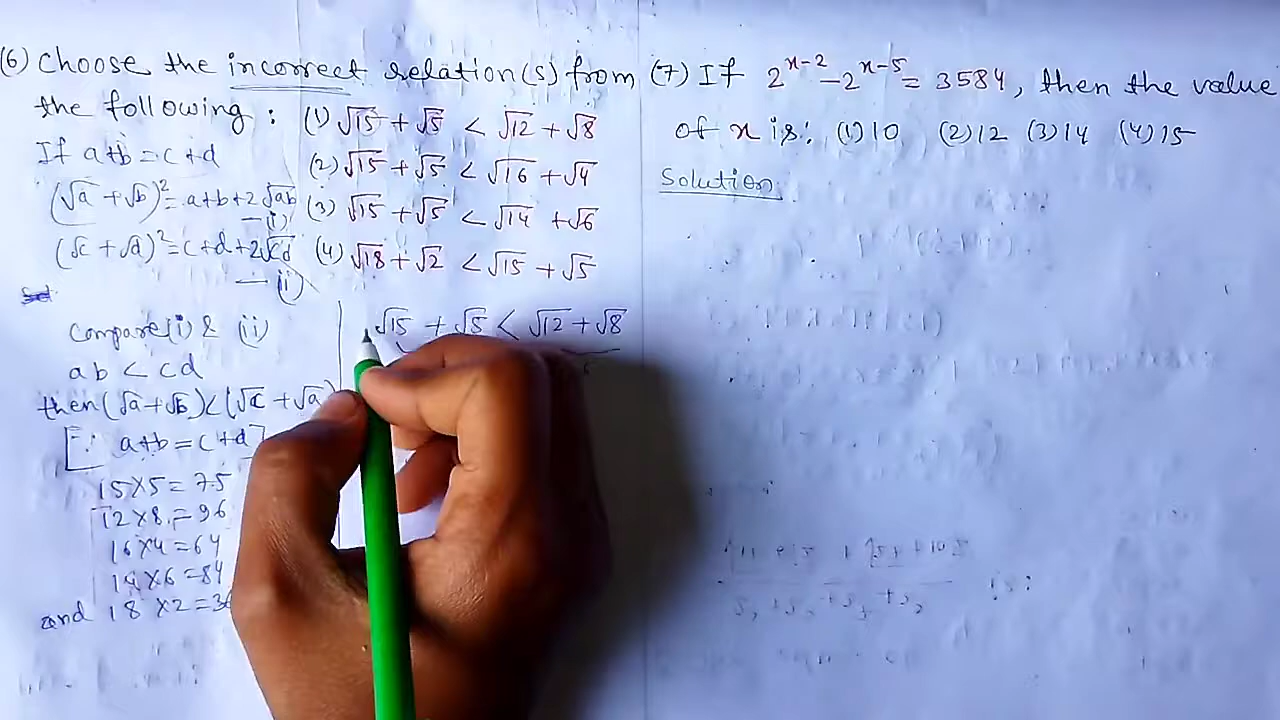 (6) Choose the incorrect relation(s) from
the following : (1) √15 + √5 < √12 + √8
If a+b = c+d
(2) √15 + √5 < √16 + √4
(√a + √b)² = a+b+2√ab
—(i)
(3) √15 + √5 < √14 + √6
(√c + √d)² = c+d+2√cd
—(ii)
(4) √18 + √2 < √15 + √5
Compare (i) & (ii)
ab < cd
then (√a+√b) < (√c + √d)
[∵ a+b = c+d]
15×5 = 75
12×8 = 96
16×4 = 64
14×6 = 84
and 18×2 = 36
√15 + √5 < √12 + √8
(7) If 2^(x-2) - 2^(x-5) = 3584, then the value
of x is: (1) 10 (2) 12 (3) 14 (4) 15
Solution